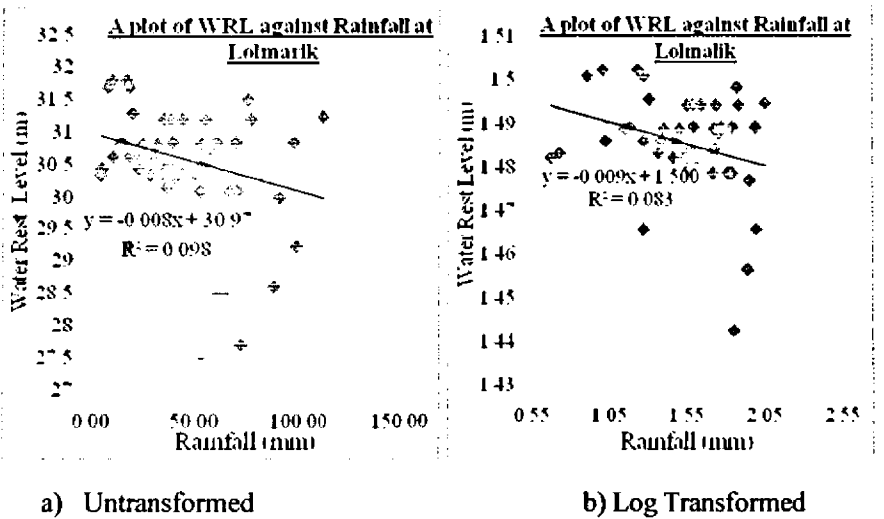 A plot of WRL against Rainfall at
Lolmarik
32 5
32
31.5
31
30.5
30
29 5
29
28 5
28
27 5
27
Water Rest Level (m)
y = -0 008x + 30 9
R² = 0 098
0 00 50 00 100 00 150 00
Rainfall (mm)
a) Untransformed
A plot of WRL against Rainfall at
Lolmalik
1 51
1 5
1 49
1 48
1 47
1 46
1 45
1 44
1 43
Water Rest Level (m)
y = -0 009x + 1 500
R² = 0 083
0 55 1 05 1 55 2 05 2 55
Rainfall (mm)
b) Log Transformed